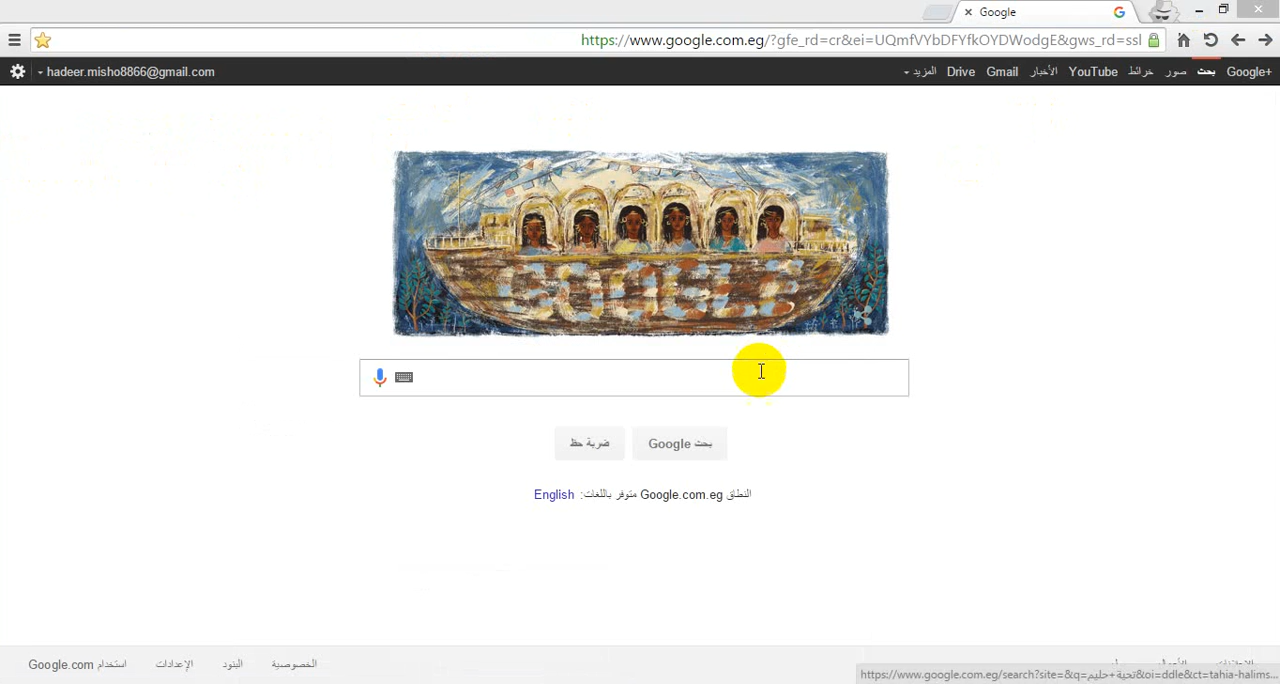 Google
https://www.google.com.eg/?gfe_rd=cr&ei=UQmfVYbDFYfkOYDWodgE&gws_rd=ssl
Google+ بحث صور خرائط YouTube الأخبار Gmail Drive المزيد
hadeer.misho8866@gmail.com
GOOGLE
بحث Google ضربة حظ
النطاق Google.com.eg متوفر باللغات: English
الخصوصية البنود الإعدادات استخدام Google.com
https://www.google.com.eg/search?site=&q=تحية+حليم&oi=ddle&ct=tahia-halims...